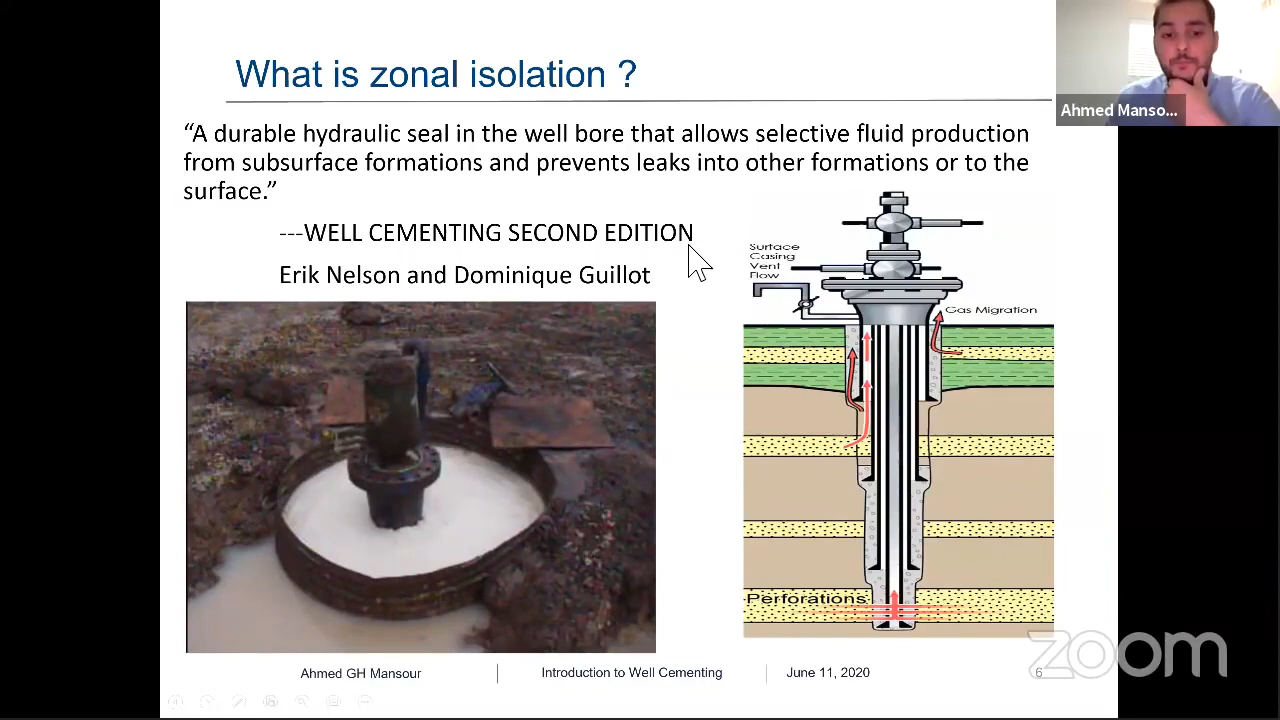 What is zonal isolation ?
Ahmed Manso...
“A durable hydraulic seal in the well bore that allows selective fluid production
from subsurface formations and prevents leaks into other formations or to the
surface.”
---WELL CEMENTING SECOND EDITION
Erik Nelson and Dominique Guillot
Surface
Casing
Vent
Flow
Gas Migration
Perforations
Ahmed GH Mansour
Introduction to Well Cementing
June 11, 2020
6
zoom